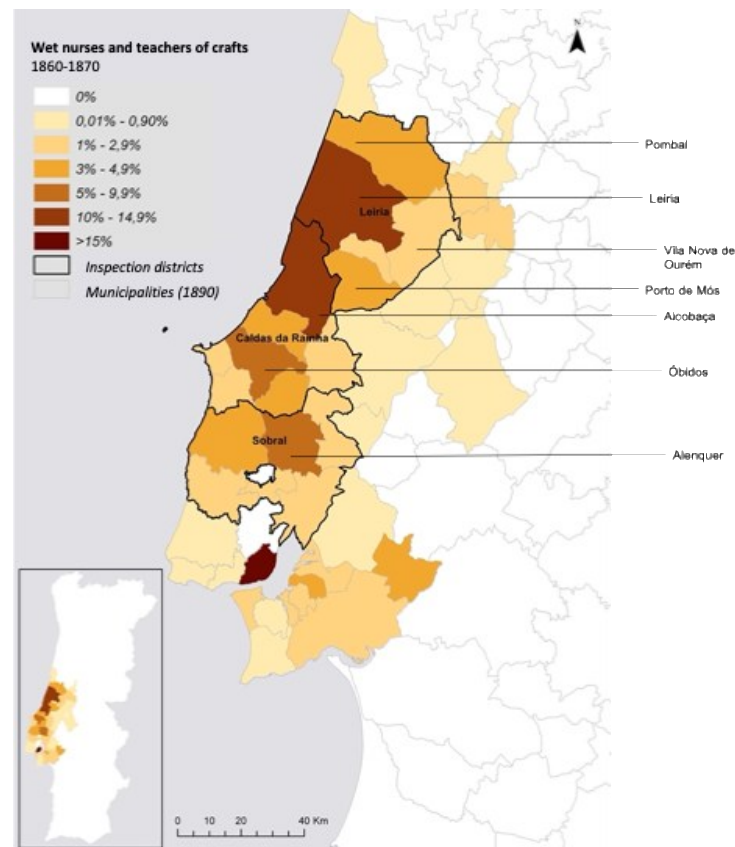 Wet nurses and teachers of crafts
1860-1870
0%
0,01% - 0,90%
1% - 2,9%
3% - 4,9%
5% - 9,9%
10% - 14,9%
>15%
Inspection districts
Municipalities (1890)
N
Pombal
Leiria
Leiria
Vila Nova de
Ourém
Porto de Mós
Alcobaça
Caldas da Rainha
Óbidos
Sobral
Alenquer
0 10 20 40 Km